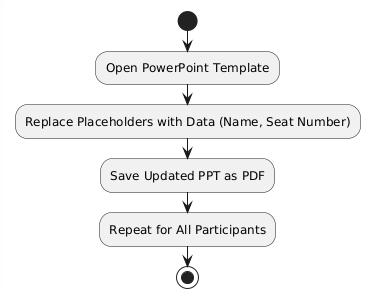 Open PowerPoint Template
Replace Placeholders with Data (Name, Seat Number)
Save Updated PPT as PDF
Repeat for All Participants